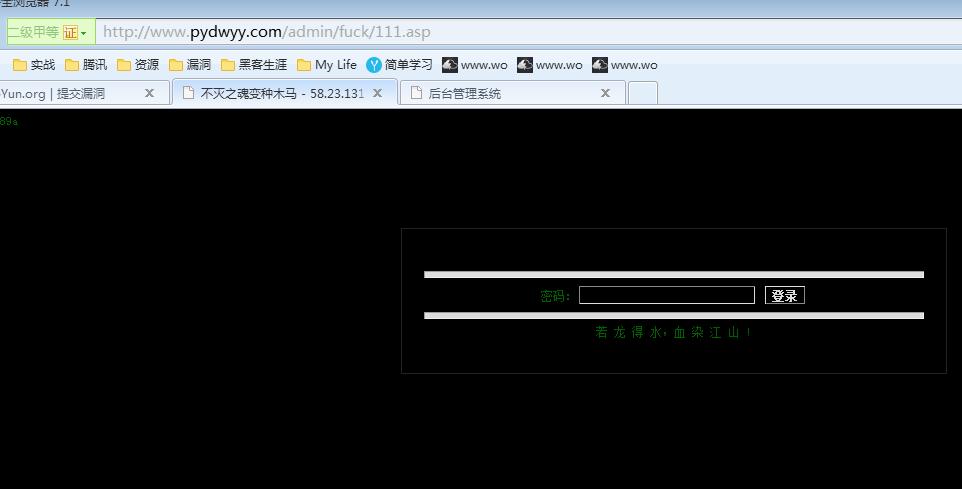 全浏览器 7.1
二级甲等 证 http://www.pydwyy.com/admin/fuck/111.asp
实战 腾讯 资源 漏洞 黑客生涯 My Life 简单学习 www.wo www.wo www.wo
Yun.org | 提交漏洞 不灭之魂变种木马 - 58.23.131 后台管理系统
89a
密码: 登录
若 龙 得 水, 血 染 江 山 !